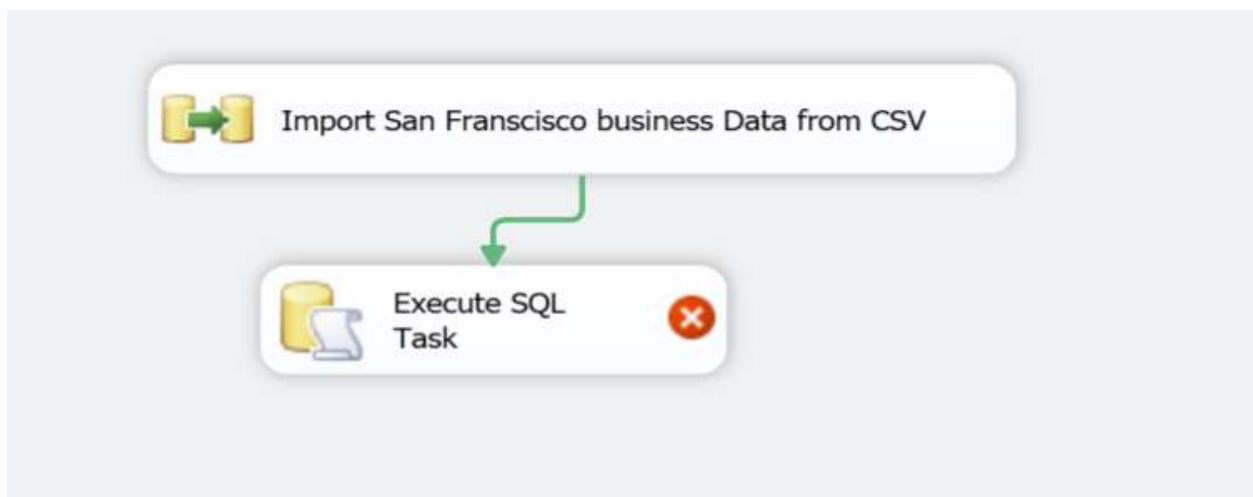 Import San Franscisco business Data from CSV
Execute SQL
Task